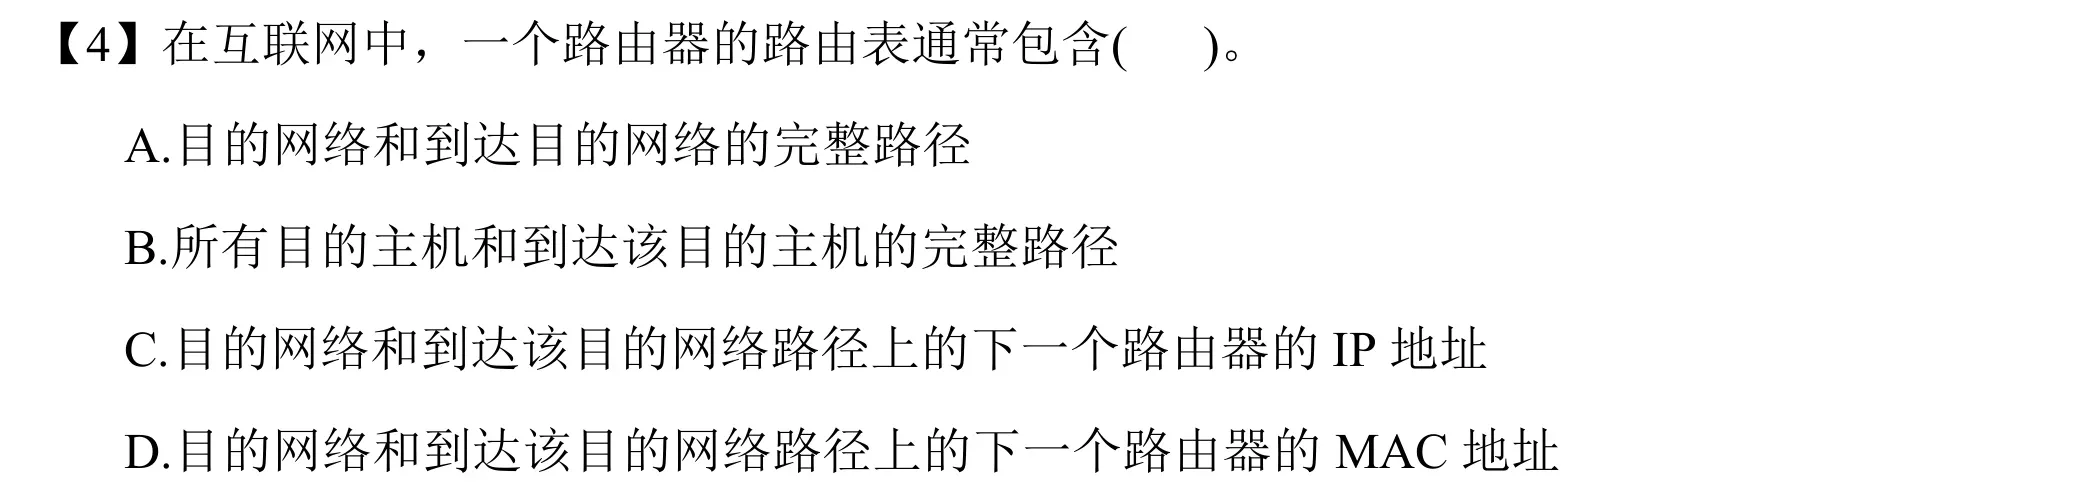 【4】在互联网中，一个路由器的路由表通常包含(  )。
A.目的网络和到达目的网络的完整路径
B.所有目的主机和到达该目的主机的完整路径
C.目的网络和到达该目的网络路径上的下一个路由器的 IP 地址
D.目的网络和到达该目的网络路径上的下一个路由器的 MAC 地址